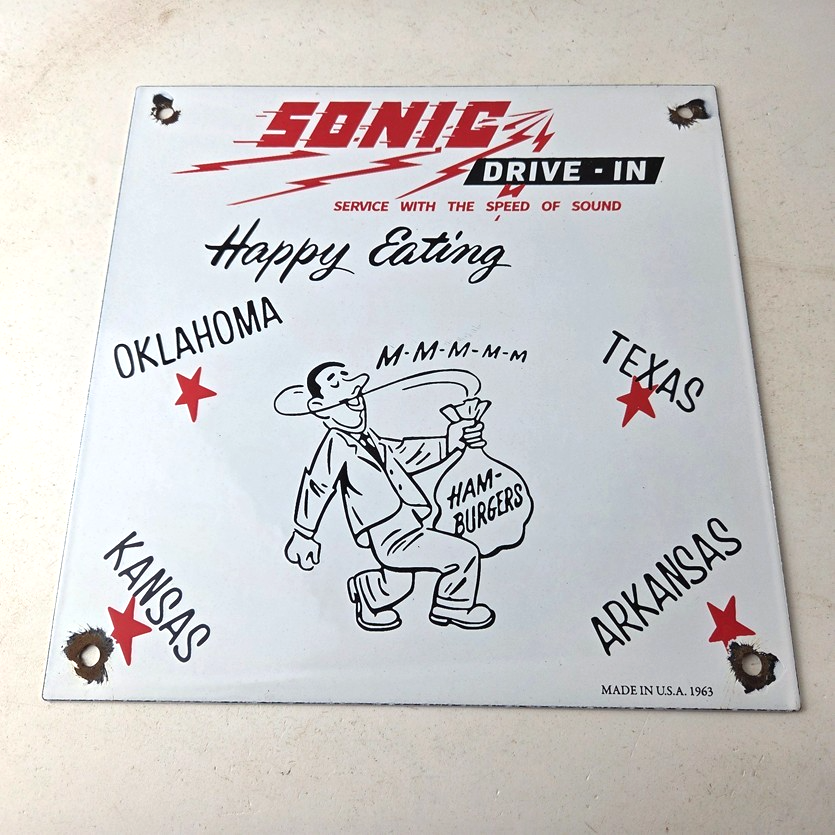 SONIC
DRIVE - IN
SERVICE WITH THE SPEED OF SOUND
Happy Eating
OKLAHOMA
M-M-M-M-M
TEXAS
HAM-
BURGERS
KANSAS
ARKANSAS
MADE IN U.S.A. 1963